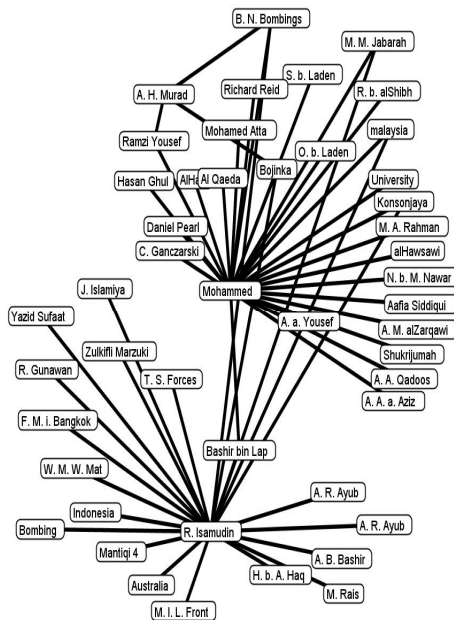 B. N. Bombings
M. M. Jabarah
S. b. Laden
Richard Reid
R. b. alShibh
A. H. Murad
Mohamed Atta
malaysia
Ramzi Yousef
O. b. Laden
Bojinka
Hasan Ghul
AlHa
Al Qaeda
University
Konsonjaya
Daniel Pearl
M. A. Rahman
C. Ganczarski
alHawsawi
N. b. M. Nawar
J. Islamiya
Mohammed
Aafia Siddiqui
Yazid Sufaat
A. a. Yousef
A. M. alZarqawi
Zulkifli Marzuki
Shukrijumah
R. Gunawan
T. S. Forces
A. A. Qadoos
A. A. a. Aziz
F. M. i. Bangkok
Bashir bin Lap
W. M. W. Mat
A. R. Ayub
Indonesia
Bombing
R. Isamudin
A. R. Ayub
Mantiqi 4
A. B. Bashir
H. b. A. Haq
Australia
M. Rais
M. I. L. Front